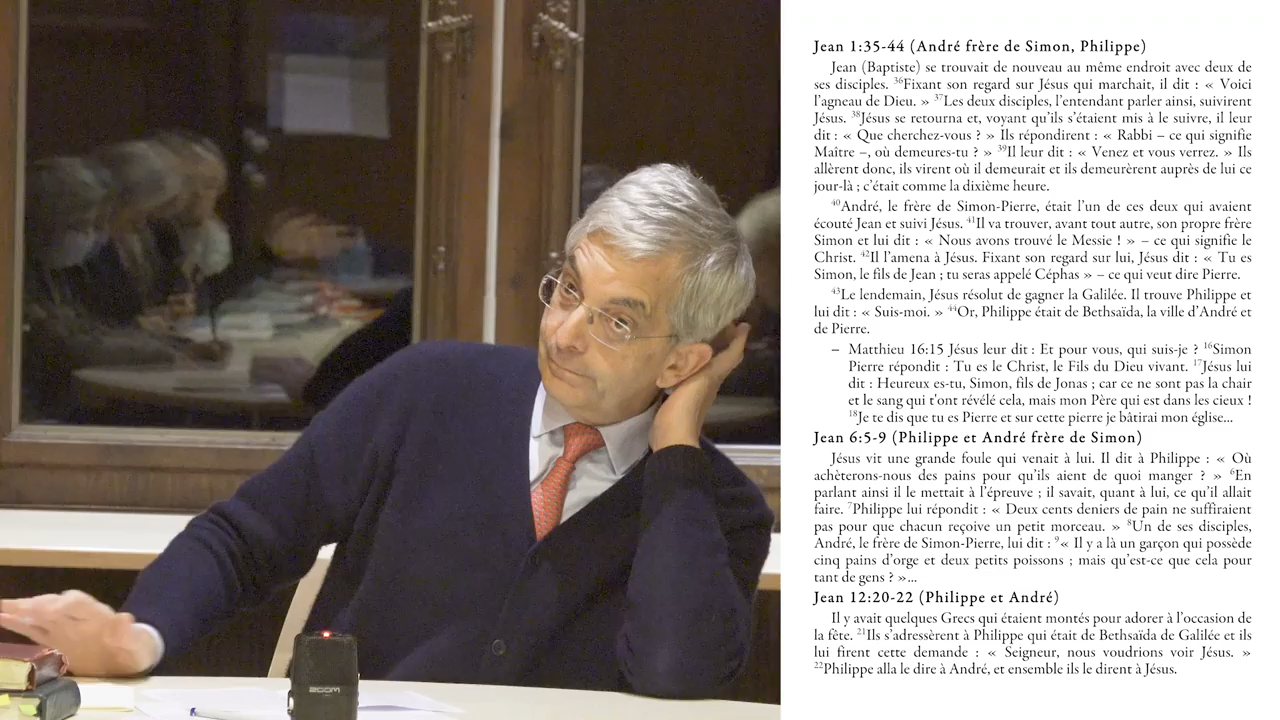 ZOOM
Jean 1:35-44 (André frère de Simon, Philippe)
Jean (Baptiste) se trouvait de nouveau au même endroit avec deux de
ses disciples. ³⁶Fixant son regard sur Jésus qui marchait, il dit : « Voici
l'agneau de Dieu. » ³⁷Les deux disciples, l'entendant parler ainsi, suivirent
Jésus. ³⁸Jésus se retourna et, voyant qu'ils s'étaient mis à le suivre, il leur
dit : « Que cherchez-vous ? » Ils répondirent : « Rabbi – ce qui signifie
Maître –, où demeures-tu ? » ³⁹Il leur dit : « Venez et vous verrez. » Ils
allèrent donc, ils virent où il demeurait et ils demeurèrent auprès de lui ce
jour-là ; c'était comme la dixième heure.
⁴⁰André, le frère de Simon-Pierre, était l'un de ces deux qui avaient
écouté Jean et suivi Jésus. ⁴¹Il va trouver, avant tout autre, son propre frère
Simon et lui dit : « Nous avons trouvé le Messie ! » – ce qui signifie le
Christ. ⁴²Il l'amena à Jésus. Fixant son regard sur lui, Jésus dit : « Tu es
Simon, le fils de Jean ; tu seras appelé Céphas » – ce qui veut dire Pierre.
⁴³Le lendemain, Jésus résolut de gagner la Galilée. Il trouve Philippe et
lui dit : « Suis-moi. » ⁴⁴Or, Philippe était de Bethsaïda, la ville d'André et
de Pierre.
– Matthieu 16:15 Jésus leur dit : Et pour vous, qui suis-je ? ¹⁶Simon
Pierre répondit : Tu es le Christ, le Fils du Dieu vivant. ¹⁷Jésus lui
dit : Heureux es-tu, Simon, fils de Jonas ; car ce ne sont pas la chair
et le sang qui t'ont révélé cela, mais mon Père qui est dans les cieux !
¹⁸Je te dis que tu es Pierre et sur cette pierre je bâtirai mon église...
Jean 6:5-9 (Philippe et André frère de Simon)
Jésus vit une grande foule qui venait à lui. Il dit à Philippe : « Où
achèterons-nous des pains pour qu'ils aient de quoi manger ? » ⁶En
parlant ainsi il le mettait à l'épreuve ; il savait, quant à lui, ce qu'il allait
faire. ⁷Philippe lui répondit : « Deux cents deniers de pain ne suffiraient
pas pour que chacun reçoive un petit morceau. » ⁸Un de ses disciples,
André, le frère de Simon-Pierre, lui dit : ⁹« Il y a là un garçon qui possède
cinq pains d'orge et deux petits poissons ; mais qu'est-ce que cela pour
tant de gens ? »...
Jean 12:20-22 (Philippe et André)
Il y avait quelques Grecs qui étaient montés pour adorer à l'occasion de
la fête. ²¹Ils s'adressèrent à Philippe qui était de Bethsaïda de Galilée et ils
lui firent cette demande : « Seigneur, nous voudrions voir Jésus. »
²²Philippe alla le dire à André, et ensemble ils le dirent à Jésus.